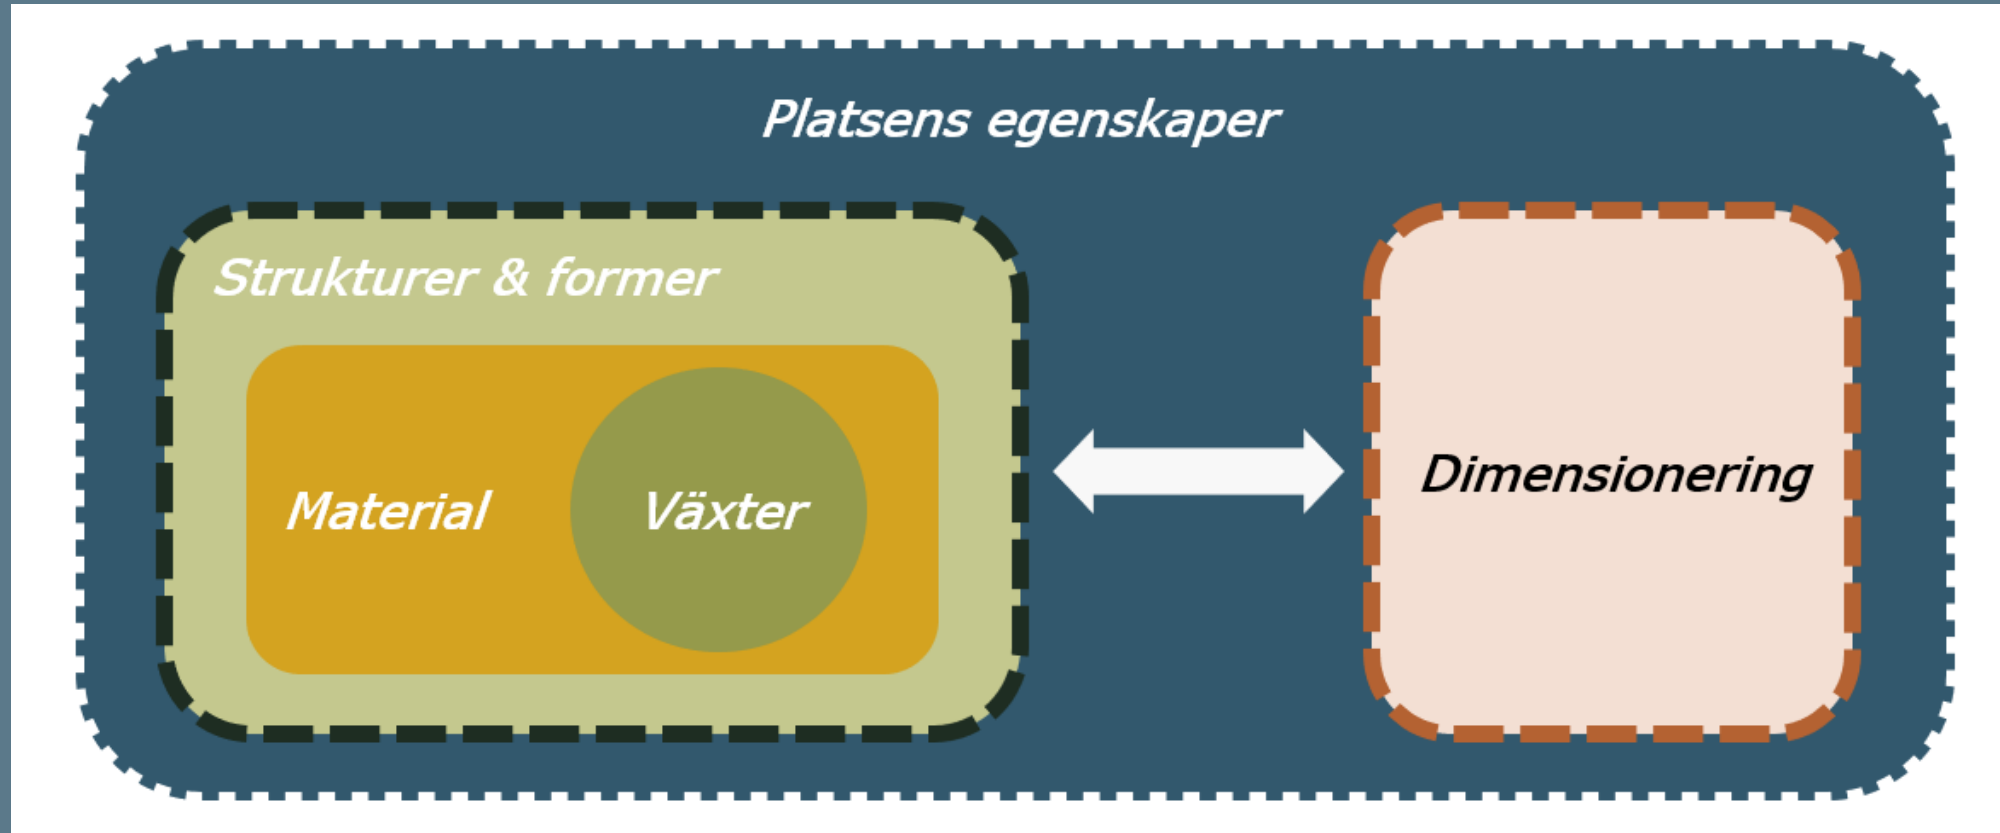 Platsens egenskaper
Strukturer & former
Material
Växter
Dimensionering